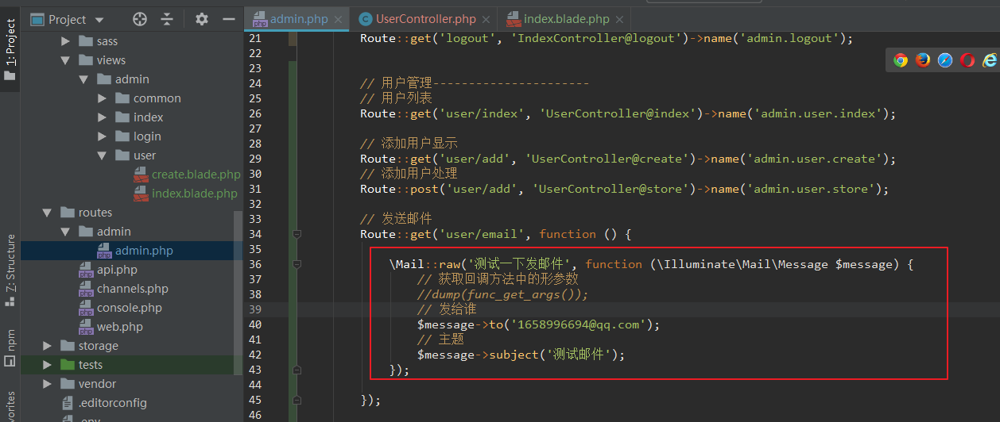 Project
admin.php
UserController.php
index.blade.php
1: Project
Z: Structure
npm
vorites
sass
views
admin
common
index
login
user
create.blade.php
index.blade.php
routes
admin
admin.php
api.php
channels.php
console.php
web.php
storage
tests
vendor
.editorconfig
.env
21 Route::get('logout', 'IndexController@logout')->name('admin.logout');
22
23
24 // 用户管理----------------------
25 // 用户列表
26 Route::get('user/index', 'UserController@index')->name('admin.user.index');
27
28 // 添加用户显示
29 Route::get('user/add', 'UserController@create')->name('admin.user.create');
30 // 添加用户处理
31 Route::post('user/add', 'UserController@store')->name('admin.user.store');
32
33 // 发送邮件
34 Route::get('user/email', function () {
35
36 \Mail::raw('测试一下发邮件', function (\Illuminate\Mail\Message $message) {
37 // 获取回调方法中的形参数
38 //dump(func_get_args());
39 // 发给谁
40 $message->to('1658996694@qq.com');
41 // 主题
42 $message->subject('测试邮件');
43 });
44
45 });
46